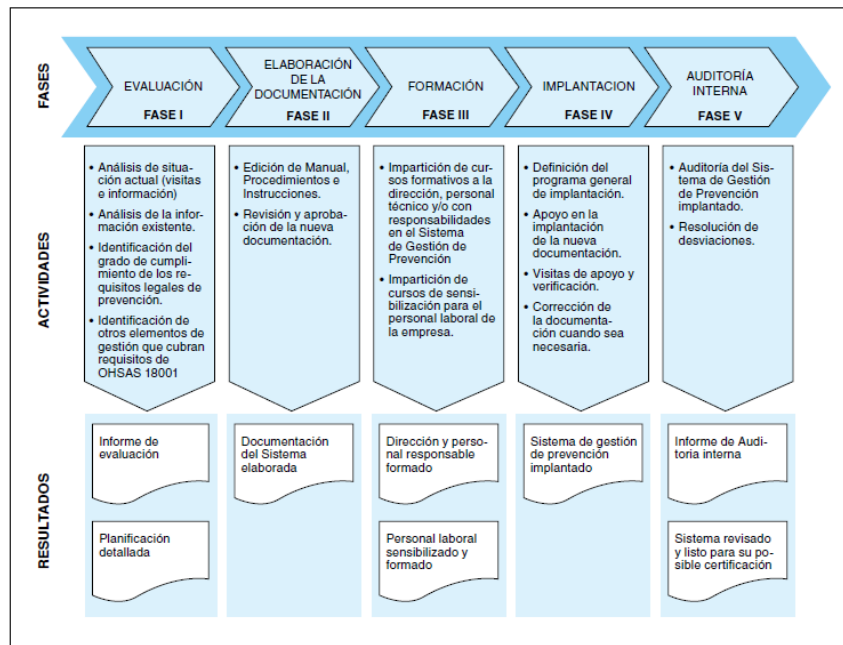 FASES
EVALUACIÓN
FASE I
ELABORACIÓN
DE LA
DOCUMENTACIÓN
FASE II
FORMACIÓN
FASE III
IMPLANTACION
FASE IV
AUDITORÍA
INTERNA
FASE V
ACTIVIDADES
• Análisis de situa-
ción actual (visitas
e información)
• Análisis de la infor-
mación existente.
• Identificación del
grado de cumpli-
miento de los re-
quisitos legales de
prevención.
• Identificación de
otros elementos de
gestión que cubran
requisitos de
OHSAS 18001
• Edición de Manual,
Procedimientos e
Instrucciones.
• Revisión y aproba-
ción de la nueva
documentación.
• Impartición de cur-
sos formativos a la
dirección, personal
técnico y/o con
responsabilidades
en el Sistema
de Gestión de
Prevención
• Impartición de
cursos de sensi-
bilización para el
personal laboral de
la empresa.
• Definición del
programa general
de implantación.
• Apoyo en la
implantación
de la nueva
documentación.
• Visitas de apoyo y
verificación.
• Corrección de
la documenta-
ción cuando sea
necesaria.
• Auditoría del Sis-
tema de Gestión
de Prevención
implantado.
• Resolución de
desviaciones.
RESULTADOS
Informe de
evaluación
Planificación
detallada
Documentación
del Sistema
elaborada
Dirección y perso-
nal responsable
formado
Personal laboral
sensibilizado y
formado
Sistema de gestión
de prevención
implantado
Informe de Audi-
toria interna
Sistema revisado
y listo para su po-
sible certificación